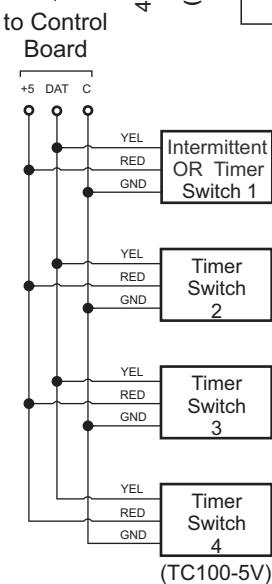 4
(
to Control
Board
+5 DAT C
YEL
RED
GND
Intermittent
OR Timer
Switch 1
YEL
RED
GND
Timer
Switch
2
YEL
RED
GND
Timer
Switch
3
YEL
RED
GND
Timer
Switch
4
(TC100-5V)